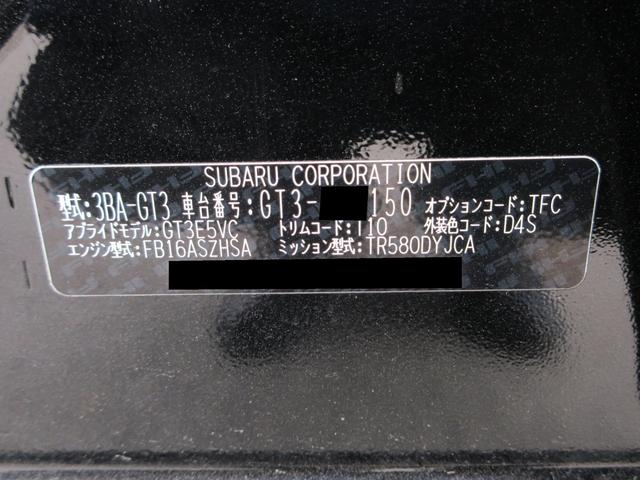 SUBARU CORPORATION
型式:3BA-GT3 車台番号:GT3- 150 オプションコード:TFC
アプライドモデル:GT3E5VC トリムコード:I10 外装色コード:D4S
エンジン型式:FB16ASZHSA ミッション型式:TR580DYJCA